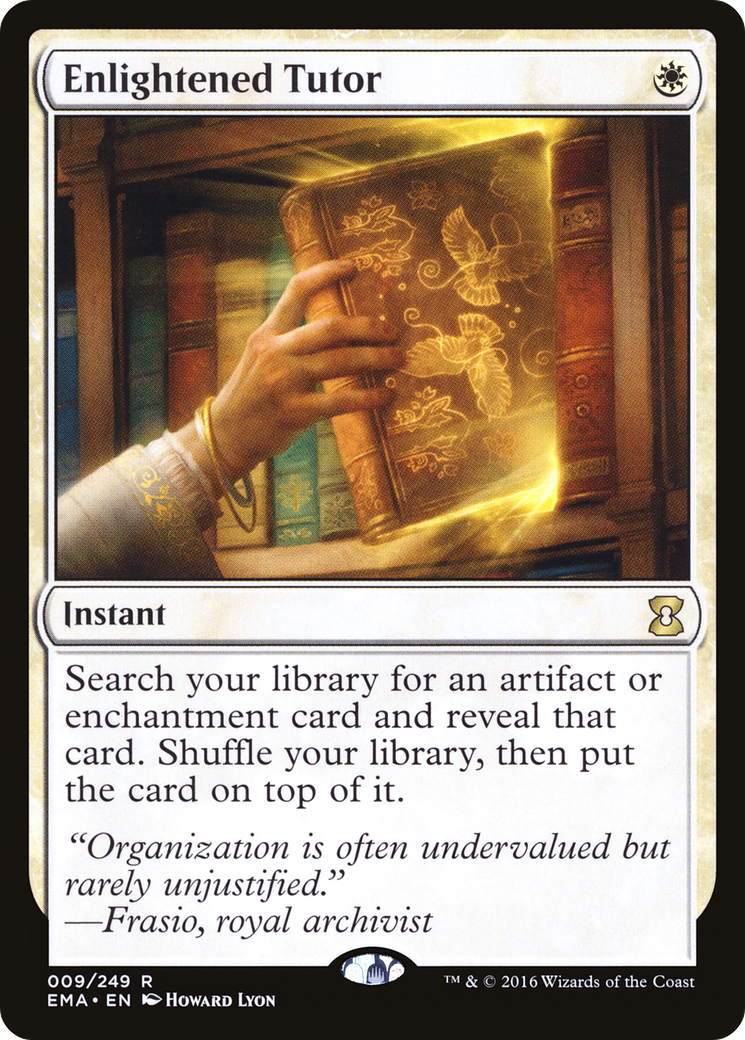 Enlightened Tutor
Instant
Search your library for an artifact or
enchantment card and reveal that
card. Shuffle your library, then put
the card on top of it.
“Organization is often undervalued but
rarely unjustified.”
—Frasio, royal archivist
009/249 R
EMA • EN Howard Lyon
™ & © 2016 Wizards of the Coast